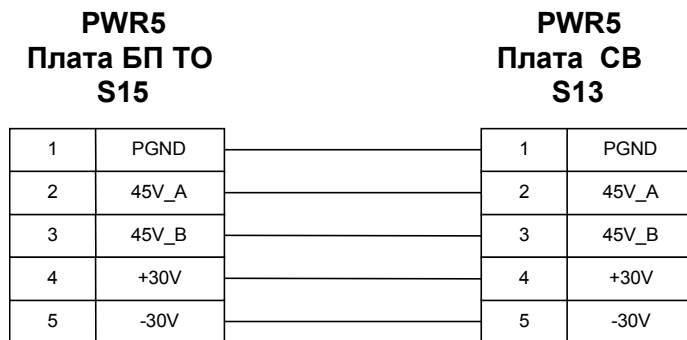 PWR5
Плата БП ТО
S15
PWR5
Плата СВ
S13
1 PGND 1 PGND
2 45V_A 2 45V_A
3 45V_B 3 45V_B
4 +30V 4 +30V
5 -30V 5 -30V